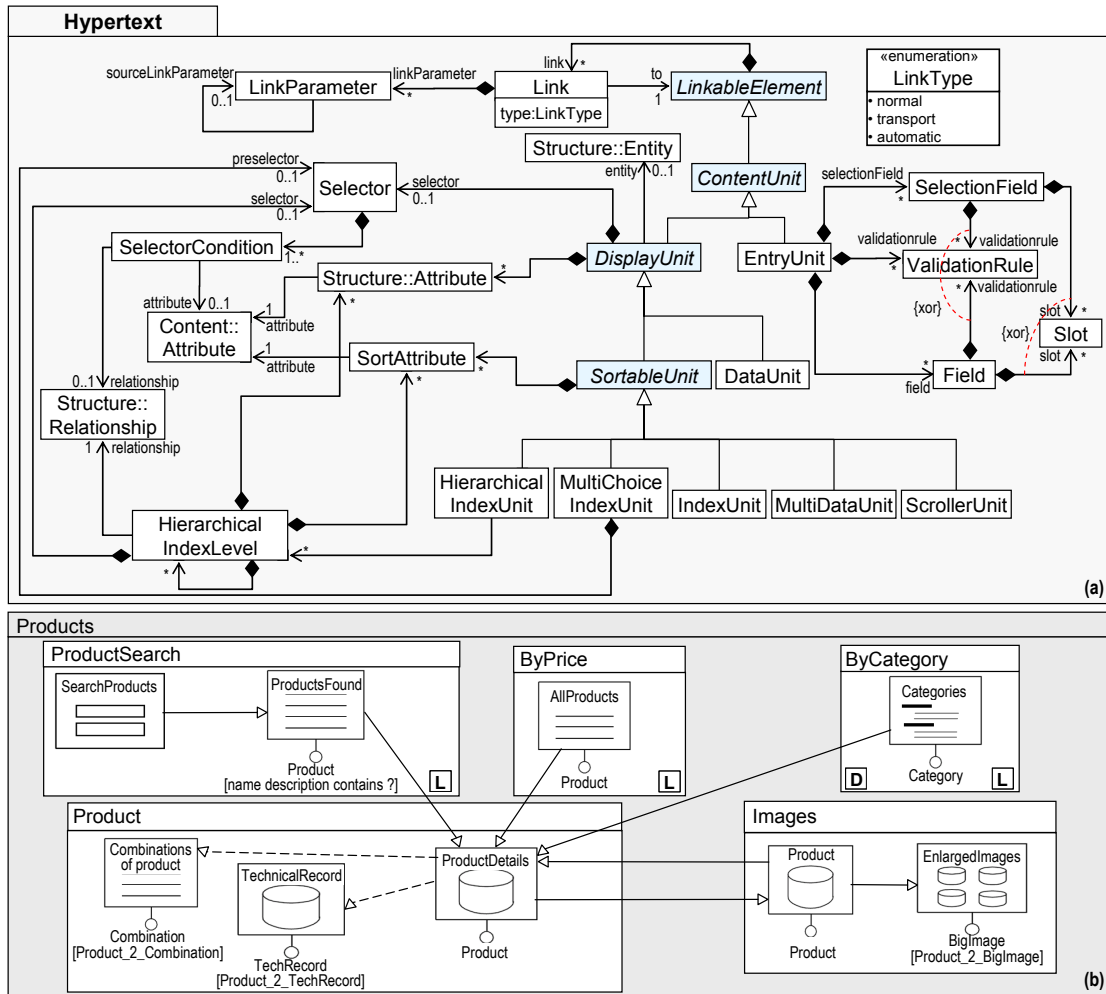 Hypertext
«enumeration»
LinkType
• normal
• transport
• automatic
sourceLinkParameter
0..1
LinkParameter
linkParameter
*
link
*
Link
type:LinkType
to
1
LinkableElement
Structure::Entity
entity
0..1
ContentUnit
preselector
0..1
selector
0..1
Selector
selector
0..1
selectionField
*
SelectionField
SelectorCondition
1..*
DisplayUnit
EntryUnit
validationrule
*
*
validationrule
ValidationRule
*
validationrule
Structure::Attribute
*
attribute
0..1
1
attribute
*
{xor}
{xor}
slot
*
Slot
slot
*
Content::
Attribute
1
attribute
SortAttribute
*
*
SortableUnit
DataUnit
*
field
Field
0..1
relationship
Structure::
Relationship
1
relationship
Hierarchical
IndexUnit
MultiChoice
IndexUnit
IndexUnit
MultiDataUnit
ScrollerUnit
Hierarchical
IndexLevel
*
*
(a)
Products
ProductSearch
SearchProducts
ProductsFound
Product
[name description contains ?]
L
ByPrice
AllProducts
Product
L
ByCategory
Categories
D
Category
L
Product
Combinations
of product
Combination
[Product_2_Combination]
TechnicalRecord
TechRecord
[Product_2_TechRecord]
ProductDetails
Product
Images
Product
Product
EnlargedImages
BigImage
[Product_2_BigImage]
(b)